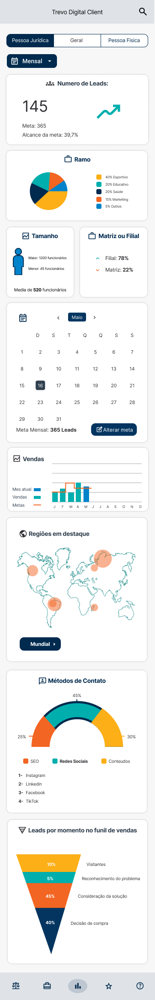 Trevo Digital Client
Pessoa Jurídica Geral Pessoa Fisica
Mensal
Numero de Leads:
145
Meta: 365
Alcance da meta: 39,7%
Ramo
40% Esportivo
20% Educativo
20% Saúde
15% Marketing
5% Outros
Tamanho
Maior: 1200 funcionários
Menor: 45 funcionários
Media de 520 funcionários
Matriz ou Filial
Filial: 78%
Matriz: 22%
Maio
D S T Q Q S S
1 2 3 4 5 6 7
8 9 10 11 12 13 14
15 16 17 18 19 20 21
22 23 24 25 26 27 28
29 30 31
Meta Mensal: 365 Leads
Alterar meta
Vendas
Mes atual
Vendas
Metas
J F M A M J J A S O N D
Regiões em destaque
Mundial
Métodos de Contato
45%
25%
30%
SEO Redes Sociais Conteudos
1- Instagram
2- Linkedin
3- Facebook
4- TikTok
Leads por momento no funil de vendas
10% Visitantes
5% Reconhecimento do problema
45% Consideração da solução
40% Decisão de compra